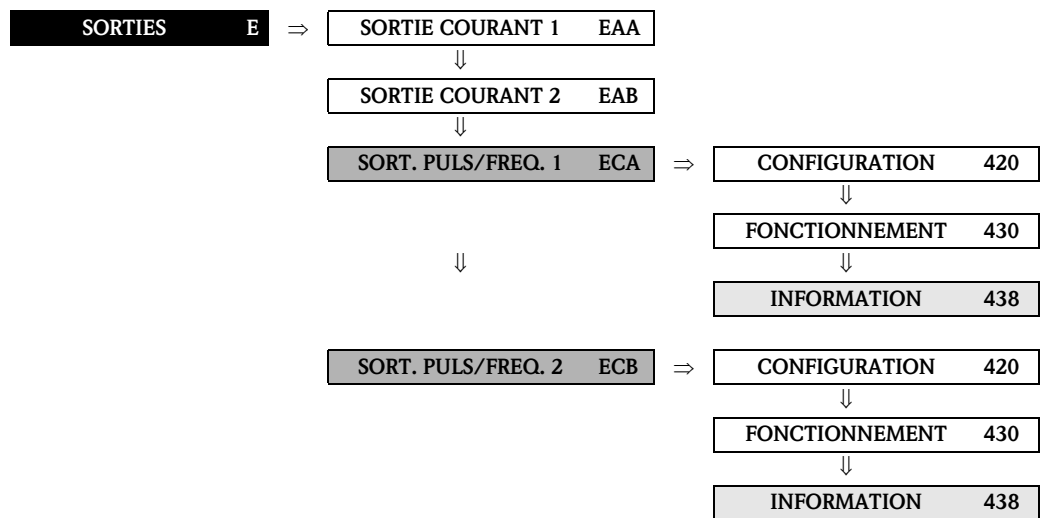 SORTIES E ⇒ SORTIE COURANT 1 EAA
⇓
SORTIE COURANT 2 EAB
⇓
SORT. PULS/FREQ. 1 ECA ⇒ CONFIGURATION 420
⇓
FONCTIONNEMENT 430
⇓ ⇓
INFORMATION 438
SORT. PULS/FREQ. 2 ECB ⇒ CONFIGURATION 420
⇓
FONCTIONNEMENT 430
⇓
INFORMATION 438